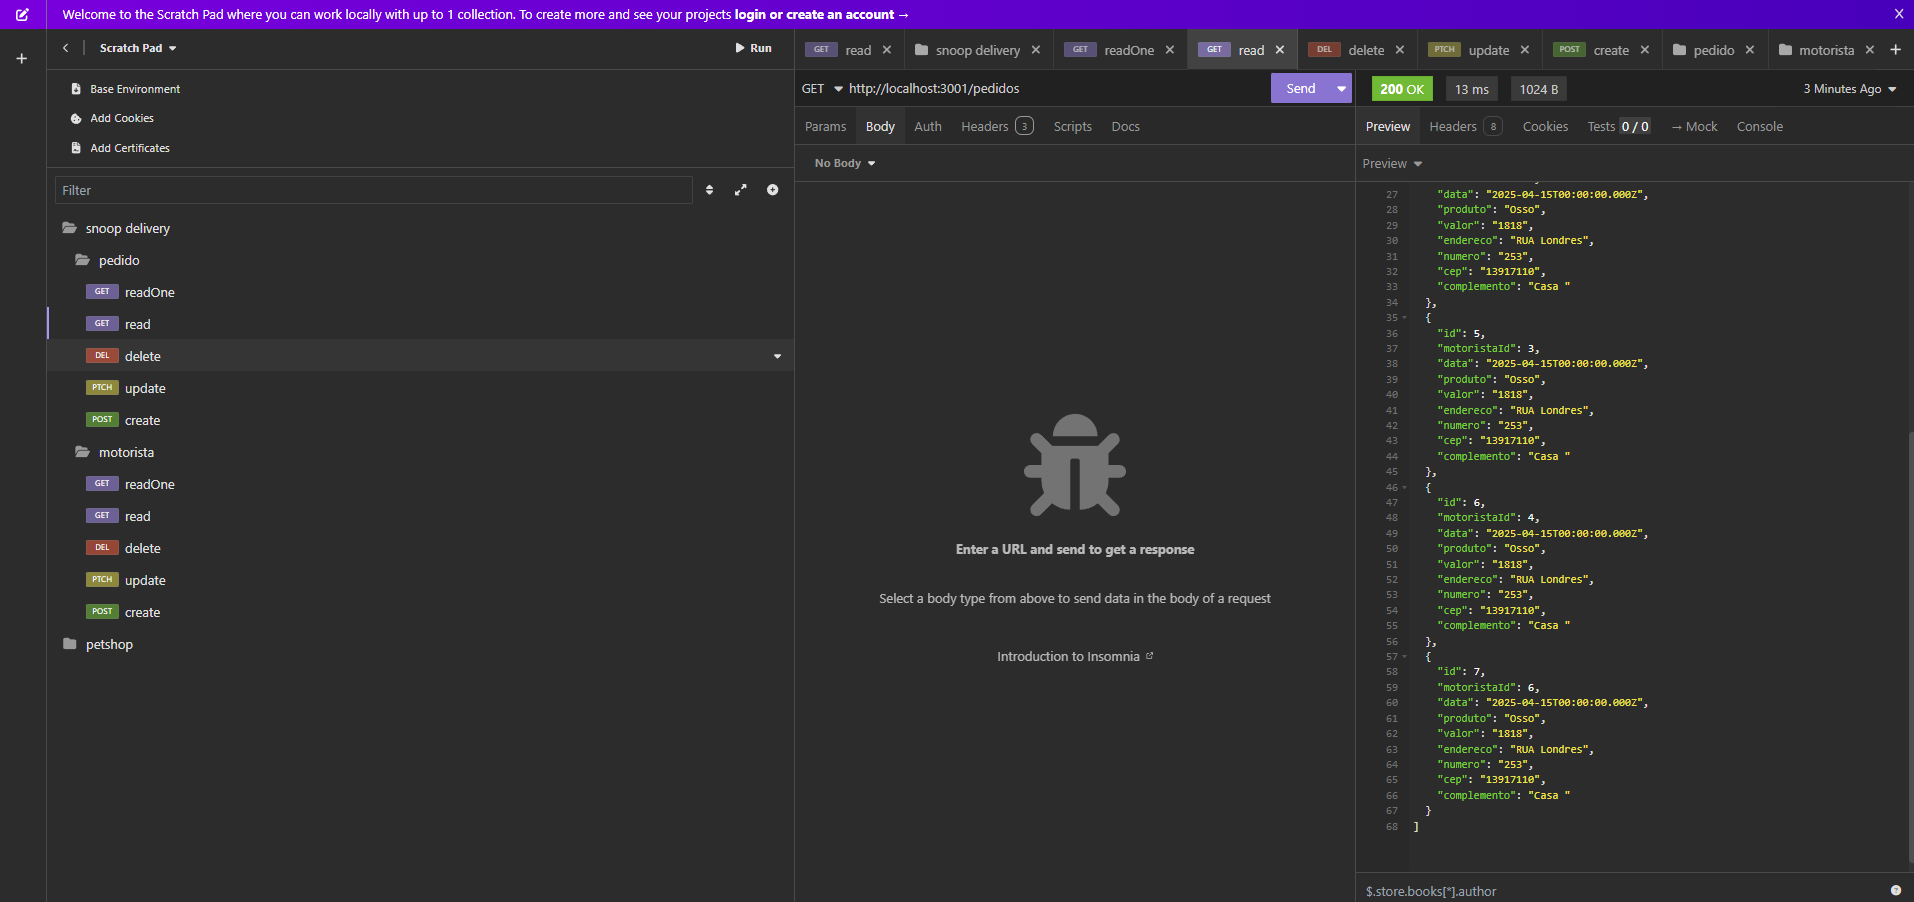 Welcome to the Scratch Pad where you can work locally with up to 1 collection. To create more and see your projects login or create an account →
Scratch Pad
Run
Base Environment
Add Cookies
Add Certificates
Filter
snoop delivery
pedido
GET readOne
GET read
DEL delete
PTCH update
POST create
motorista
GET readOne
GET read
DEL delete
PTCH update
POST create
petshop
GET read
snoop delivery
GET readOne
GET read
DEL delete
PTCH update
POST create
pedido
motorista
GET http://localhost:3001/pedidos
Send
Params Body Auth Headers 3 Scripts Docs
No Body
Enter a URL and send to get a response
Select a body type from above to send data in the body of a request
Introduction to Insomnia
200 OK 13 ms 1024 B 3 Minutes Ago
Preview Headers 8 Cookies Tests 0 / 0 → Mock Console
Preview
27 "data": "2025-04-15T00:00:00.000Z",
28 "produto": "Osso",
29 "valor": "1818",
30 "endereco": "RUA Londres",
31 "numero": "253",
32 "cep": "13917110",
33 "complemento": "Casa "
34 },
35 {
36 "id": 5,
37 "motoristaId": 3,
38 "data": "2025-04-15T00:00:00.000Z",
39 "produto": "Osso",
40 "valor": "1818",
41 "endereco": "RUA Londres",
42 "numero": "253",
43 "cep": "13917110",
44 "complemento": "Casa "
45 },
46 {
47 "id": 6,
48 "motoristaId": 4,
49 "data": "2025-04-15T00:00:00.000Z",
50 "produto": "Osso",
51 "valor": "1818",
52 "endereco": "RUA Londres",
53 "numero": "253",
54 "cep": "13917110",
55 "complemento": "Casa "
56 },
57 {
58 "id": 7,
59 "motoristaId": 6,
60 "data": "2025-04-15T00:00:00.000Z",
61 "produto": "Osso",
62 "valor": "1818",
63 "endereco": "RUA Londres",
64 "numero": "253",
65 "cep": "13917110",
66 "complemento": "Casa "
67 }
68 ]
$.store.books[*].author